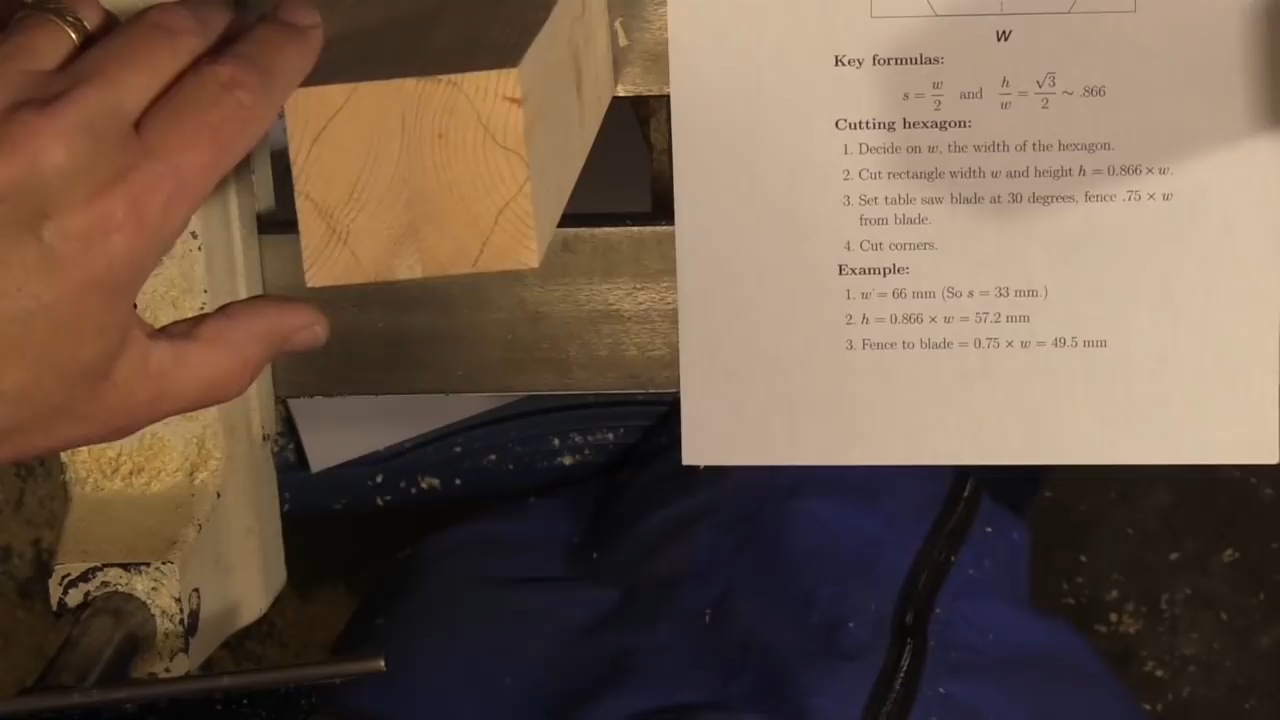 W
Key formulas:
s = w/2 and h/w = √3/2 ∼ .866
Cutting hexagon:
1. Decide on w, the width of the hexagon.
2. Cut rectangle width w and height h = 0.866 × w.
3. Set table saw blade at 30 degrees, fence .75 × w
from blade.
4. Cut corners.
Example:
1. w = 66 mm (So s = 33 mm.)
2. h = 0.866 × w = 57.2 mm
3. Fence to blade = 0.75 × w = 49.5 mm